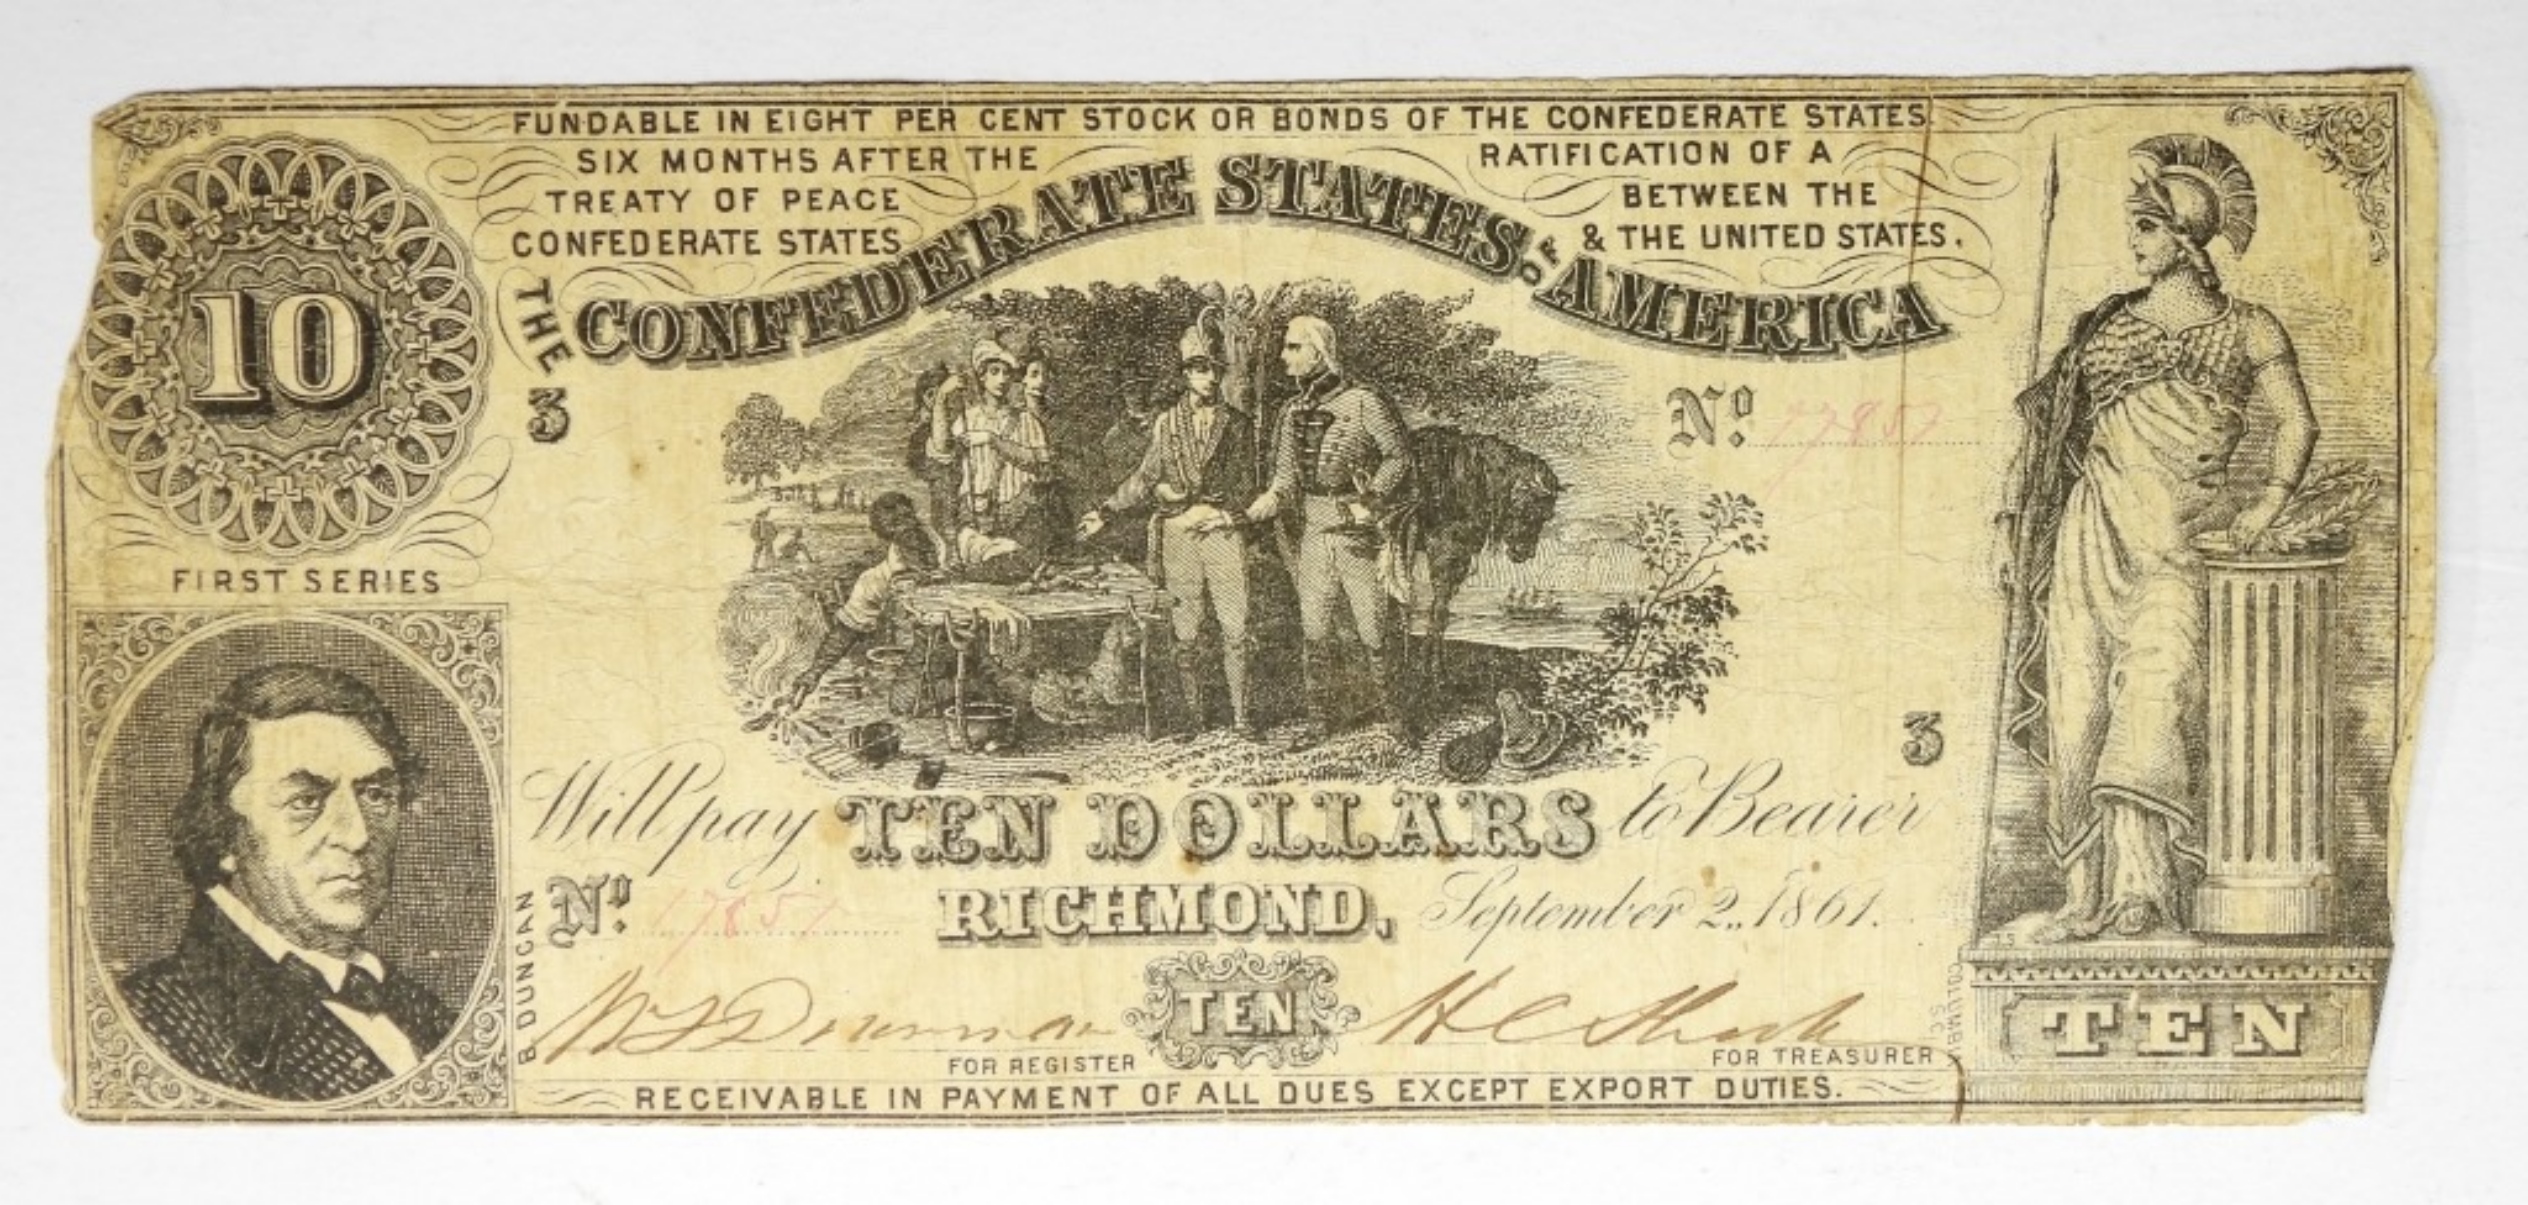 FUNDABLE IN EIGHT PER CENT STOCK OR BONDS OF THE CONFEDERATE STATES
SIX MONTHS AFTER THE RATIFICATION OF A
TREATY OF PEACE BETWEEN THE
CONFEDERATE STATES & THE UNITED STATES.
THE CONFEDERATE STATES OF AMERICA
10
3
Nº
FIRST SERIES
3
Will pay TEN DOLLARS to Bearer
Nº 17851 RICHMOND, September 2, 1861.
B DUNCAN
COLUMBIA S.C.
TEN
TEN
FOR REGISTER
FOR TREASURER
RECEIVABLE IN PAYMENT OF ALL DUES EXCEPT EXPORT DUTIES.